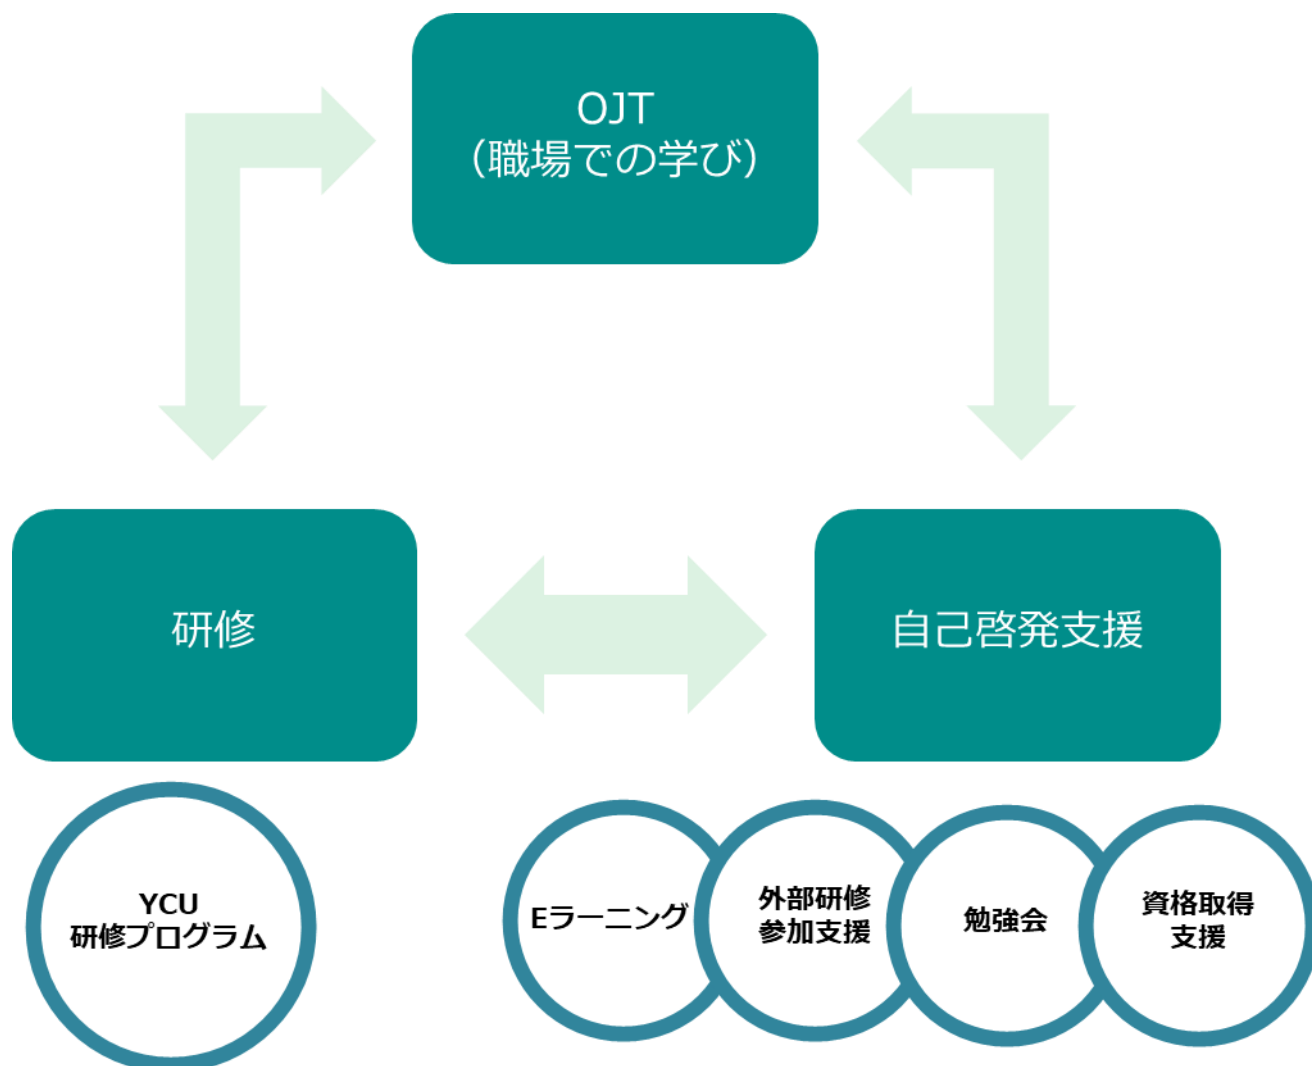 OJT
（職場での学び）
研修
自己啓発支援
YCU
研修プログラム
Eラーニング
外部研修
参加支援
勉強会
資格取得
支援